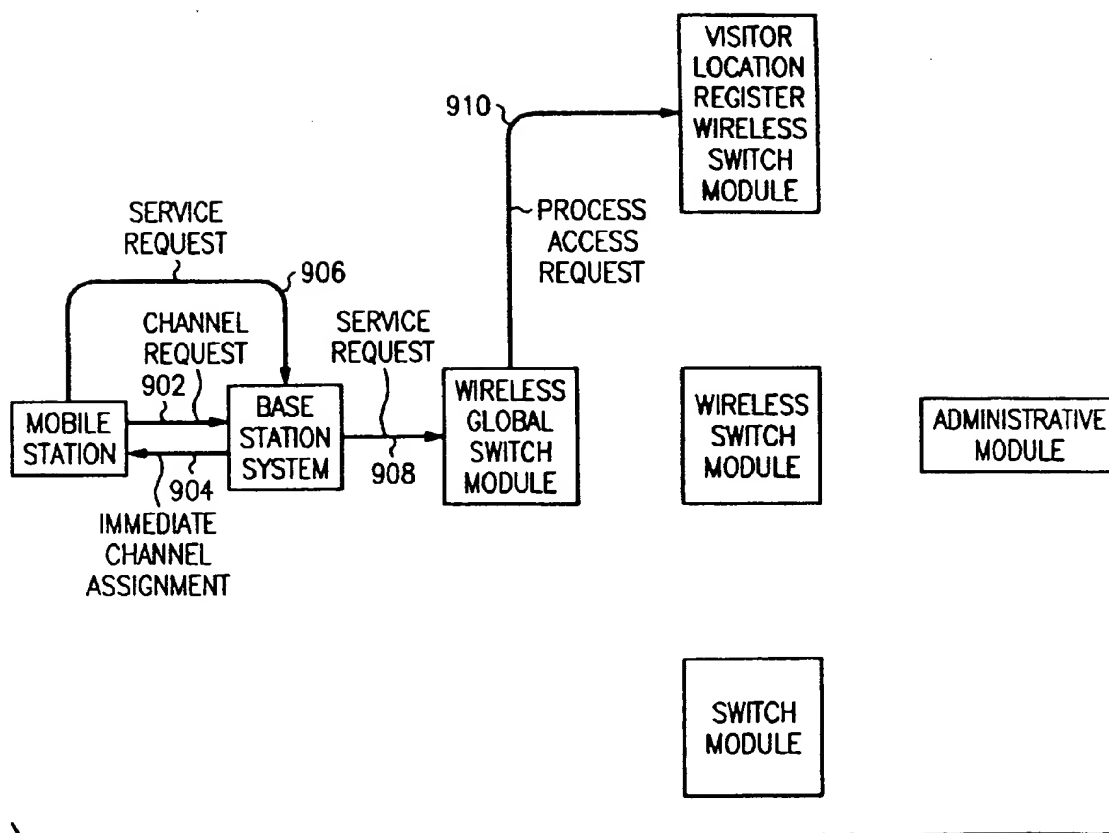 VISITOR
LOCATION
REGISTER
WIRELESS
SWITCH
MODULE
910
PROCESS
ACCESS
REQUEST
SERVICE
REQUEST
906
CHANNEL
REQUEST
902
SERVICE
REQUEST
MOBILE
STATION
BASE
STATION
SYSTEM
908
WIRELESS
GLOBAL
SWITCH
MODULE
WIRELESS
SWITCH
MODULE
ADMINISTRATIVE
MODULE
904
IMMEDIATE
CHANNEL
ASSIGNMENT
SWITCH
MODULE